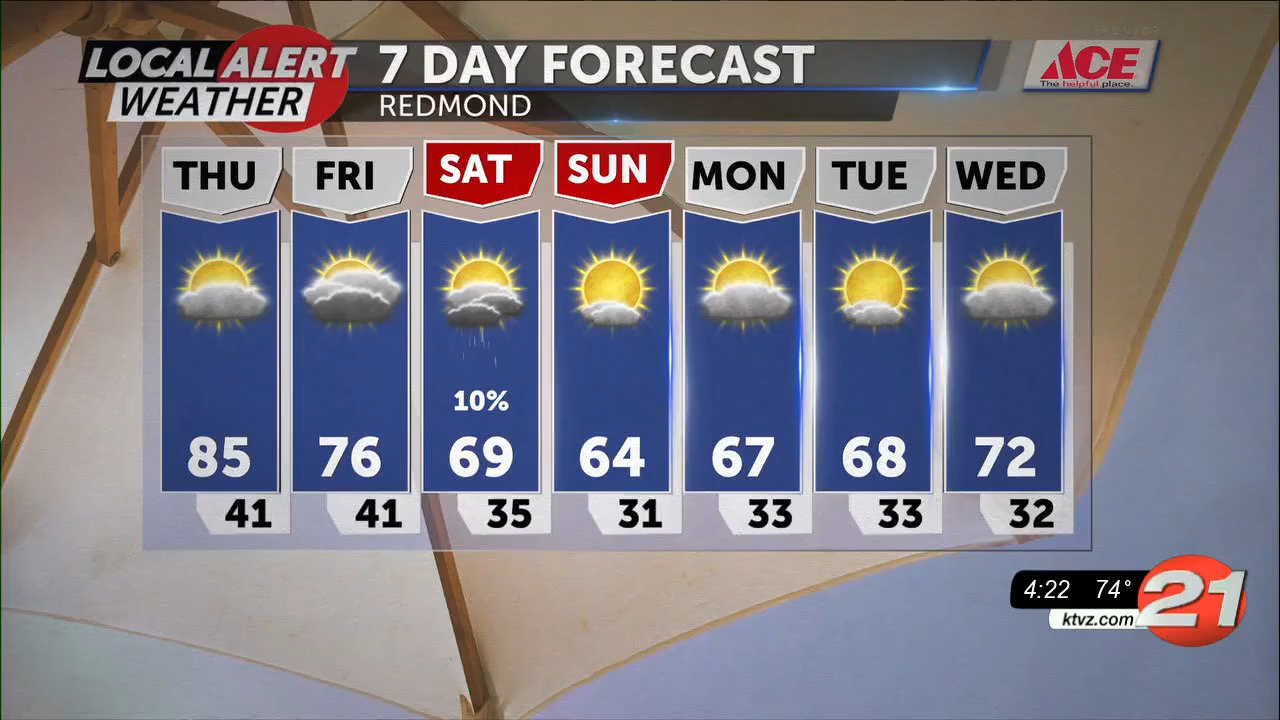 LOCAL ALERT
WEATHER
7 DAY FORECAST
REDMOND
ACE
The helpful place.
THU FRI SAT SUN MON TUE WED
10%
85 76 69 64 67 68 72
41 41 35 31 33 33 32
4:22 74°
21
ktvz.com